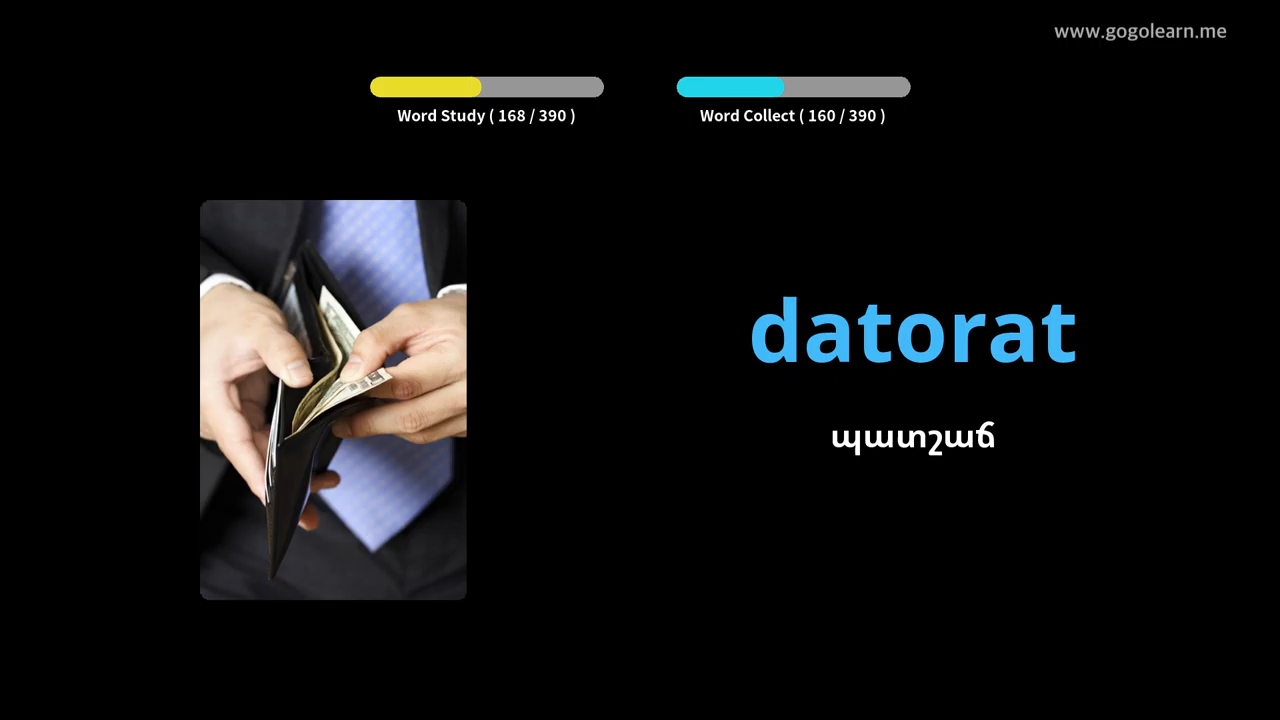 www.gogolearn.me
Word Study ( 168 / 390 )
Word Collect ( 160 / 390 )
datorat
պատշաճ